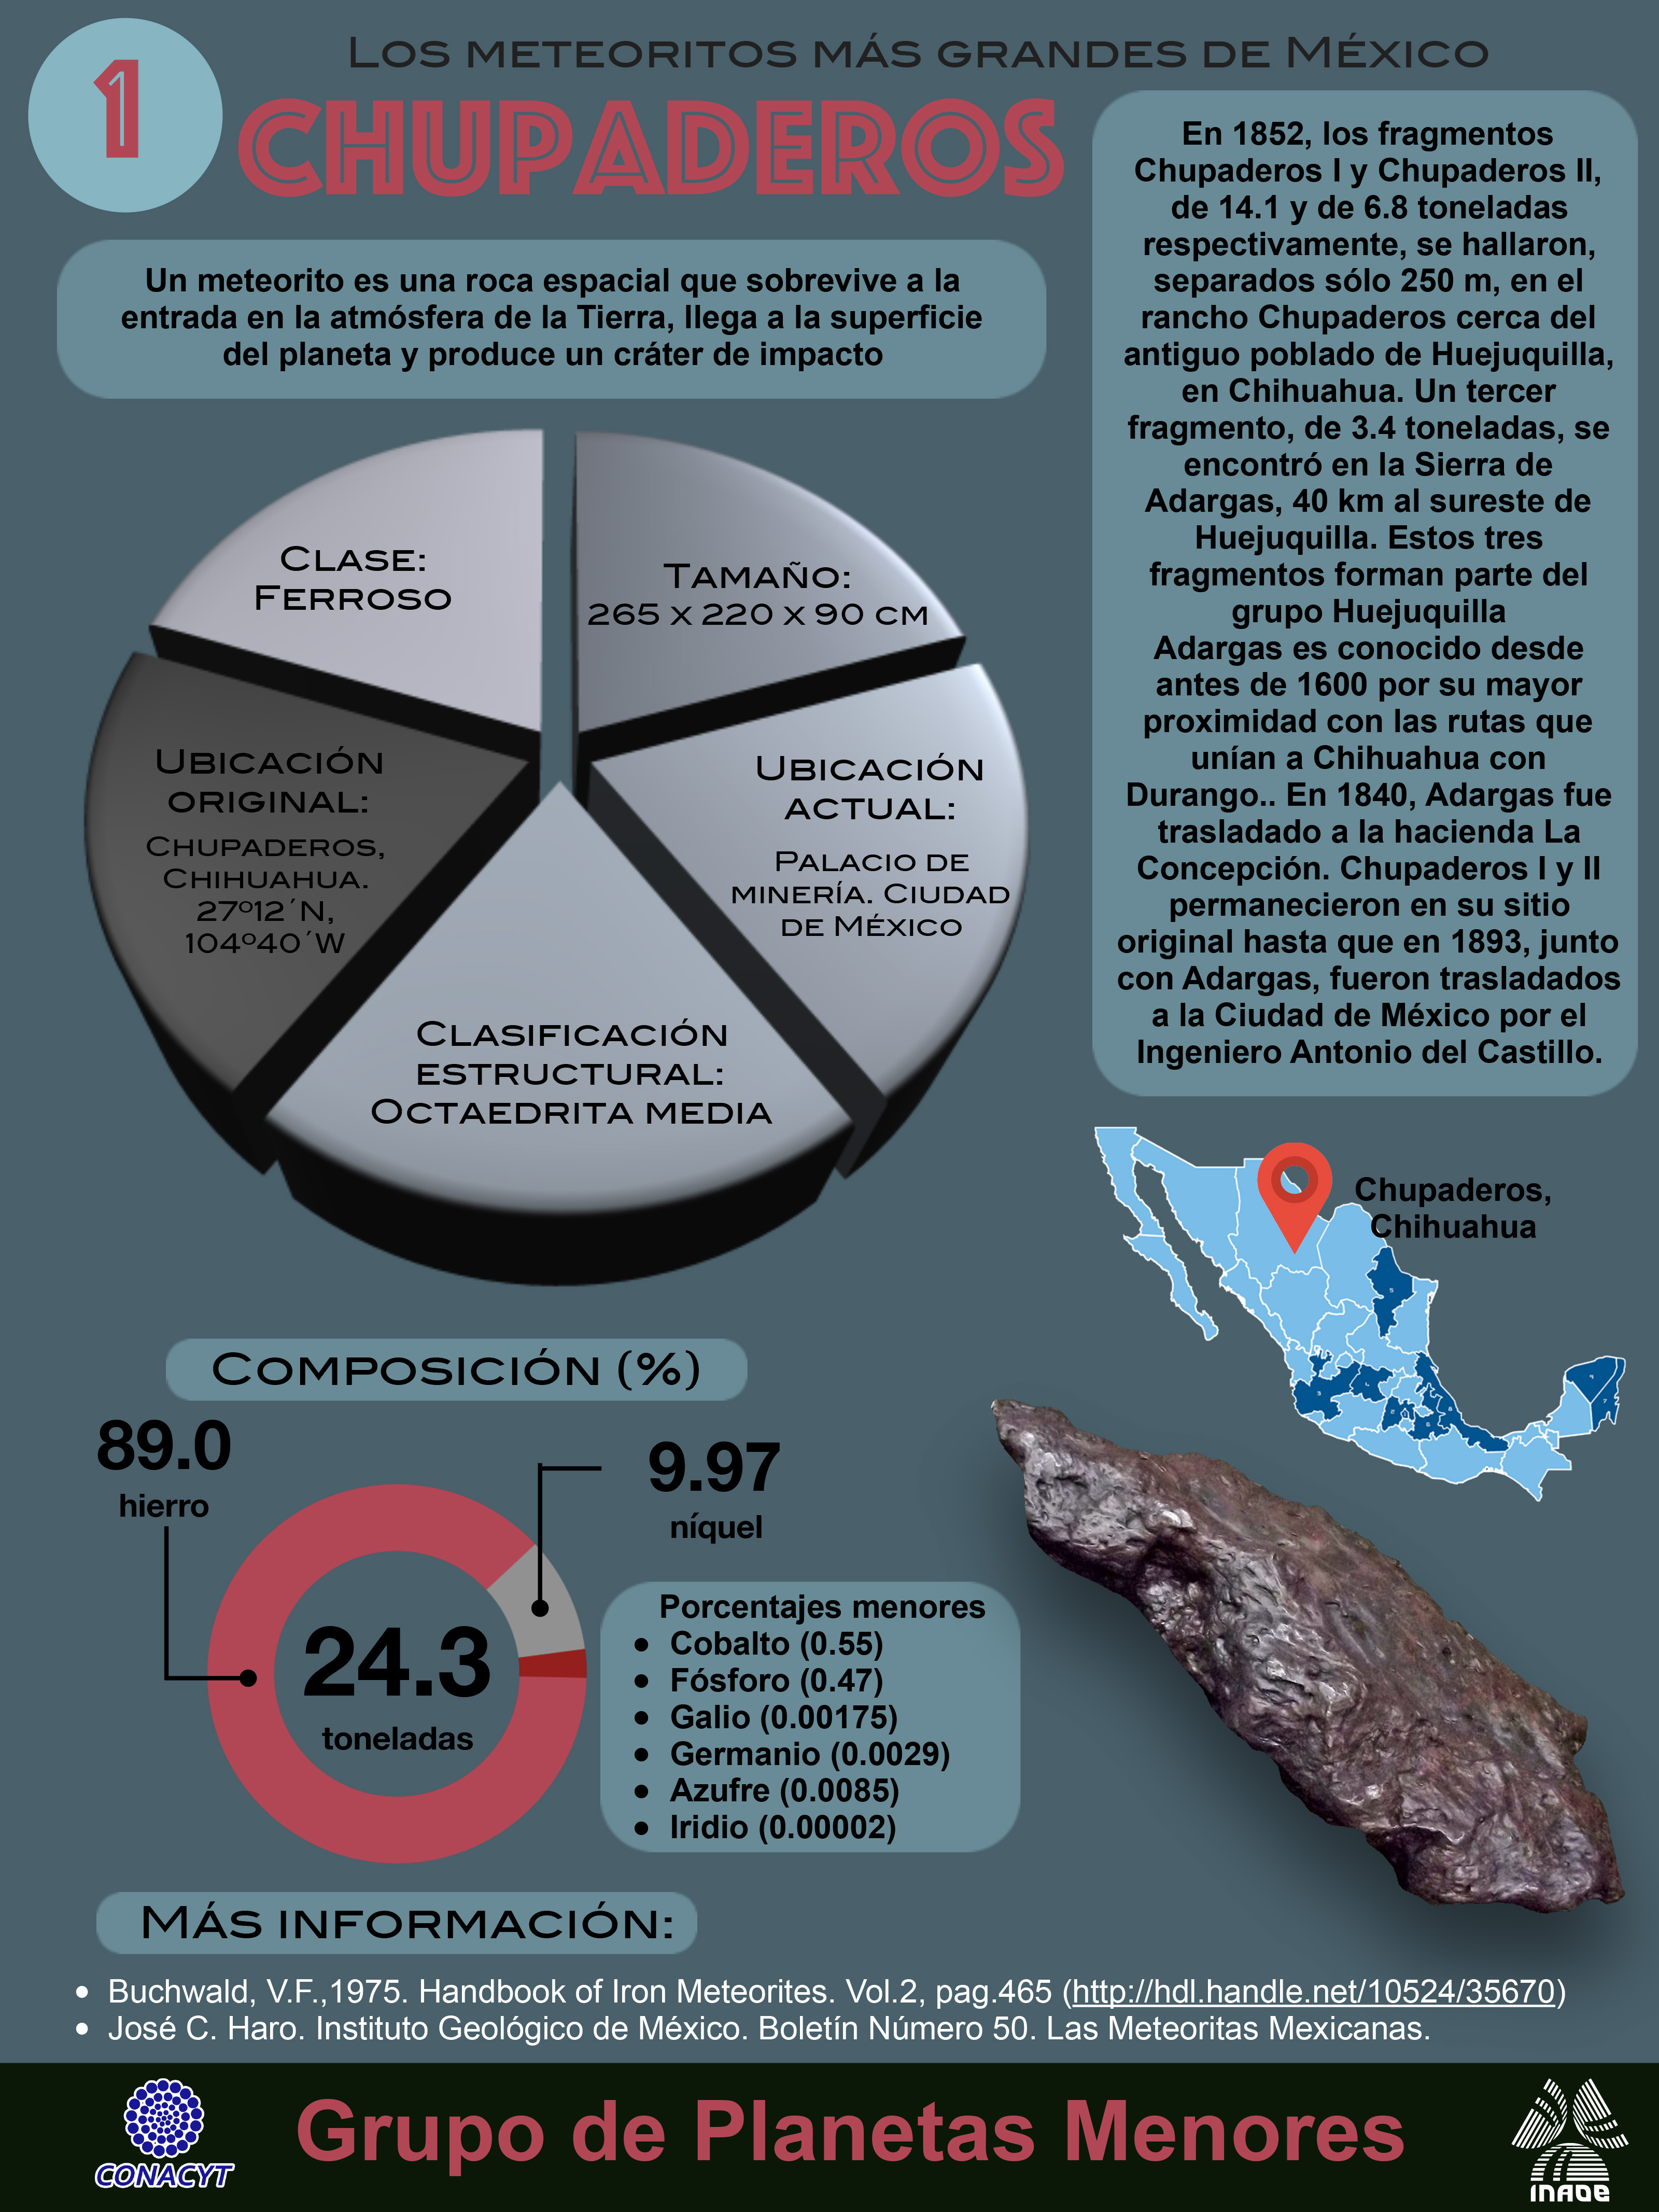 1
Los meteoritos más grandes de México
CHUPADEROS
Un meteorito es una roca espacial que sobrevive a la
entrada en la atmósfera de la Tierra, llega a la superficie
del planeta y produce un cráter de impacto
En 1852, los fragmentos
Chupaderos I y Chupaderos II,
de 14.1 y de 6.8 toneladas
respectivamente, se hallaron,
separados sólo 250 m, en el
rancho Chupaderos cerca del
antiguo poblado de Huejuquilla,
en Chihuahua. Un tercer
fragmento, de 3.4 toneladas, se
encontró en la Sierra de
Adargas, 40 km al sureste de
Huejuquilla. Estos tres
fragmentos forman parte del
grupo Huejuquilla
Adargas es conocido desde
antes de 1600 por su mayor
proximidad con las rutas que
unían a Chihuahua con
Durango.. En 1840, Adargas fue
trasladado a la hacienda La
Concepción. Chupaderos I y II
permanecieron en su sitio
original hasta que en 1893, junto
con Adargas, fueron trasladados
a la Ciudad de México por el
Ingeniero Antonio del Castillo.
Clase:
Ferroso
Tamaño:
265 x 220 x 90 cm
Ubicación
original:
Chupaderos,
Chihuahua.
27º12´N,
104º40´W
Ubicación
actual:
Palacio de
minería. Ciudad
de México
Clasificación
estructural:
Octaedrita media
Chupaderos,
Chihuahua
Composición (%)
89.0
hierro
9.97
níquel
24.3
toneladas
Porcentajes menores
• Cobalto (0.55)
• Fósforo (0.47)
• Galio (0.00175)
• Germanio (0.0029)
• Azufre (0.0085)
• Iridio (0.00002)
Más información:
• Buchwald, V.F.,1975. Handbook of Iron Meteorites. Vol.2, pag.465 (http://hdl.handle.net/10524/35670)
• José C. Haro. Instituto Geológico de México. Boletín Número 50. Las Meteoritas Mexicanas.
CONACYT
Grupo de Planetas Menores
INAOE